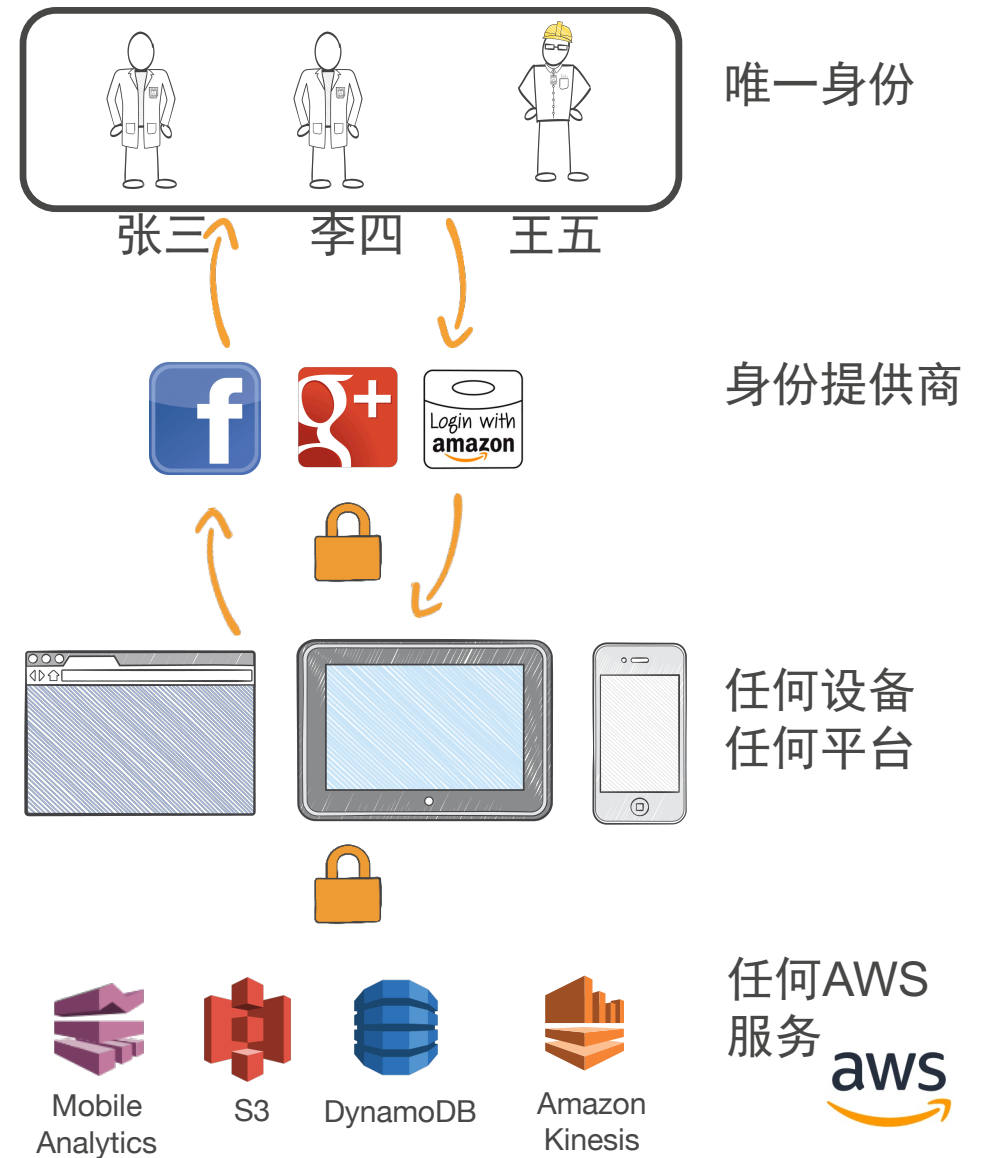 唯一身份
张三
李四
王五
身份提供商
f
g+
Login with
amazon
任何设备
任何平台
任何AWS
服务
aws
Mobile
Analytics
S3
DynamoDB
Amazon
Kinesis